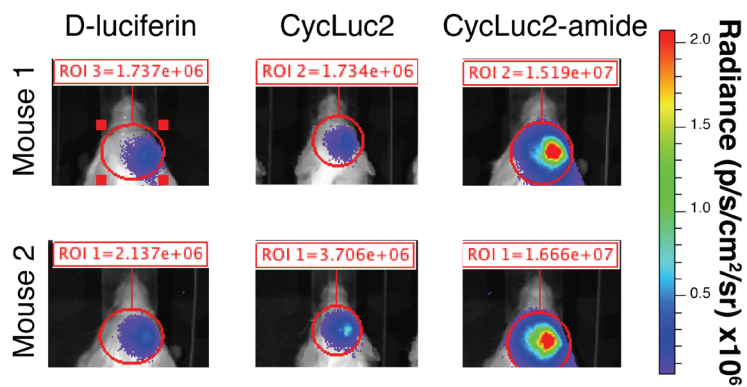 D-luciferin CycLuc2 CycLuc2-amide
Mouse 1
ROI 3=1.737e+06 ROI 2=1.734e+06 ROI 2=1.519e+07
Mouse 2
ROI 1=2.137e+06 ROI 1=3.706e+06 ROI 1=1.666e+07
2.0
1.5
1.0
0.5
Radiance (p/s/cm²/sr) x10⁶